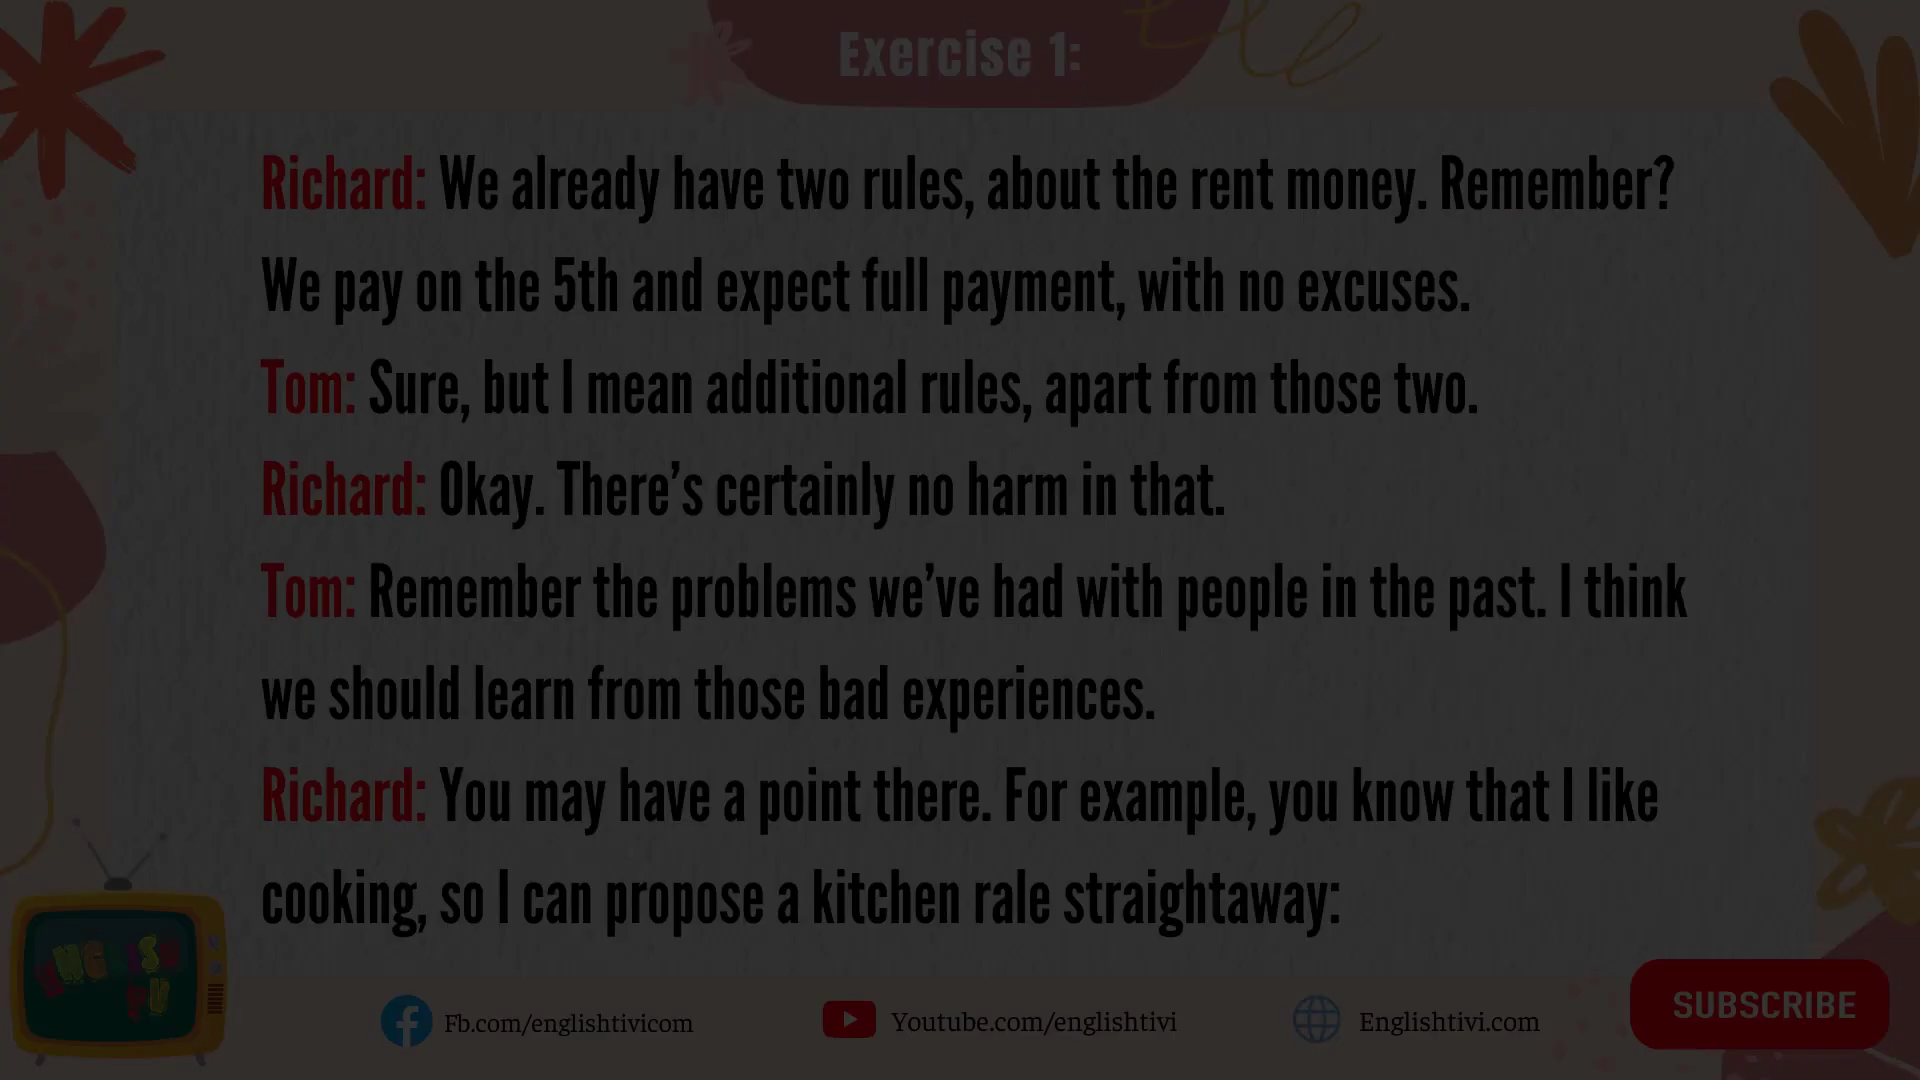 Exercise 1:
Richard: We already have two rules, about the rent money. Remember?
We pay on the 5th and expect full payment, with no excuses.
Tom: Sure, but I mean additional rules, apart from those two.
Richard: Okay. There’s certainly no harm in that.
Tom: Remember the problems we’ve had with people in the past. I think
we should learn from those bad experiences.
Richard: You may have a point there. For example, you know that I like
cooking, so I can propose a kitchen rale straightaway:
Fb.com/englishtivicom
Youtube.com/englishtivi
Englishtivi.com
SUBSCRIBE